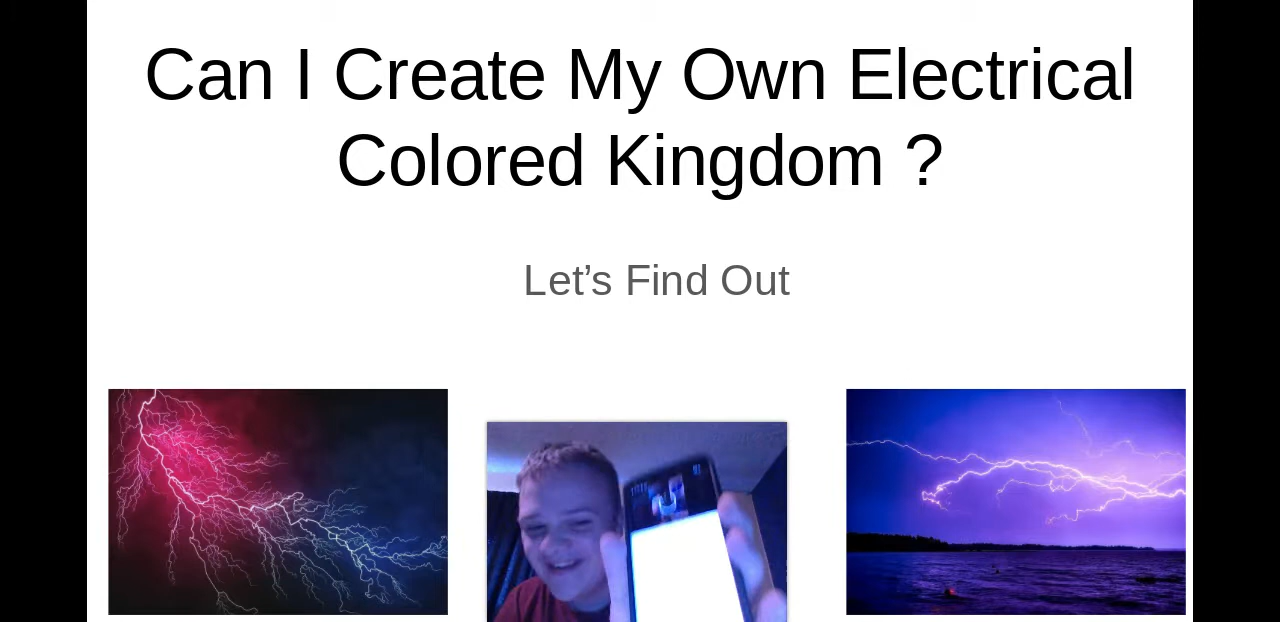 Can I Create My Own Electrical
Colored Kingdom ?
Let’s Find Out